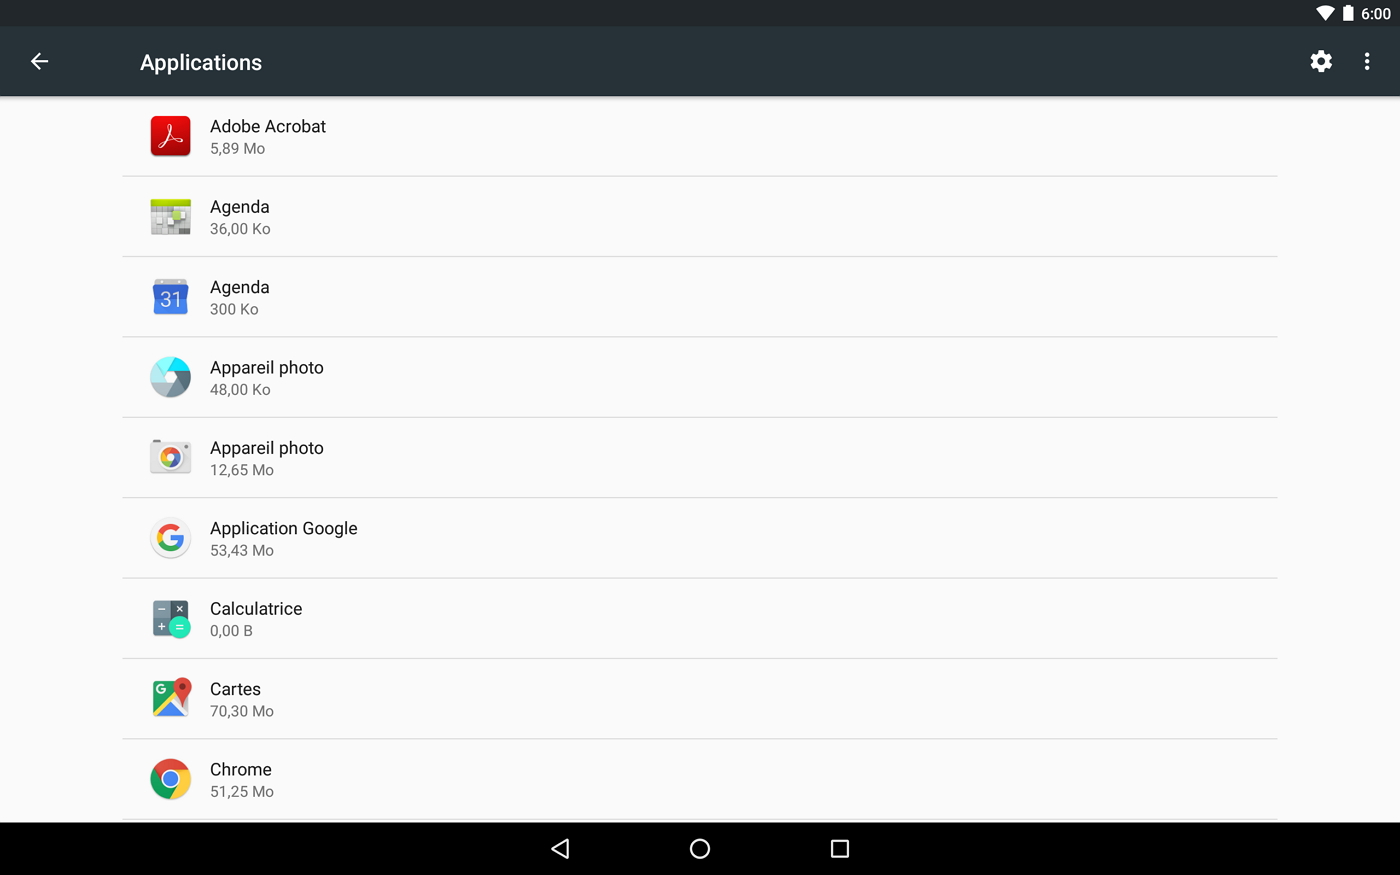 6:00
Applications
Adobe Acrobat
5,89 Mo
Agenda
36,00 Ko
31
Agenda
300 Ko
Appareil photo
48,00 Ko
Appareil photo
12,65 Mo
G
Application Google
53,43 Mo
− ×
+ =
Calculatrice
0,00 B
G
Cartes
70,30 Mo
Chrome
51,25 Mo